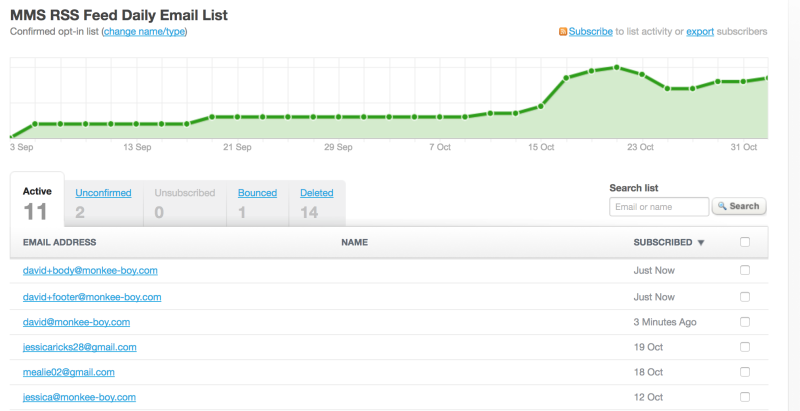 MMS RSS Feed Daily Email List
Confirmed opt-in list (change name/type)
Subscribe to list activity or export subscribers
3 Sep 13 Sep 21 Sep 29 Sep 7 Oct 15 Oct 23 Oct 31 Oct
Active Unconfirmed Unsubscribed Bounced Deleted
11 2 0 1 14
Search list
Email or name Search
EMAIL ADDRESS NAME SUBSCRIBED ▼
david+body@monkee-boy.com Just Now
david+footer@monkee-boy.com Just Now
david@monkee-boy.com 3 Minutes Ago
jessicaricks28@gmail.com 19 Oct
mealie02@gmail.com 18 Oct
jessica@monkee-boy.com 12 Oct